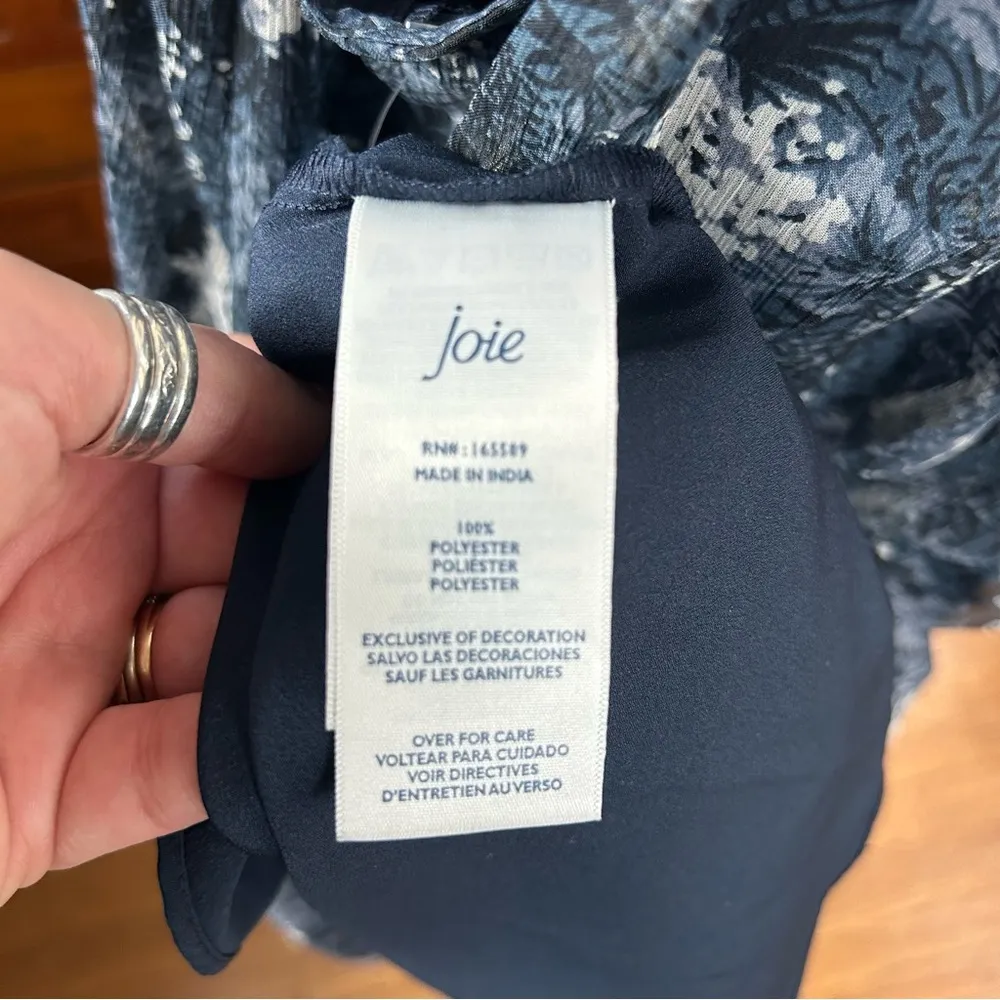 joie
RN#: 165589
MADE IN INDIA
100%
POLYESTER
POLIÉSTER
POLYESTER
EXCLUSIVE OF DECORATION
SALVO LAS DECORACIONES
SAUF LES GARNITURES
OVER FOR CARE
VOLTEAR PARA CUIDADO
VOIR DIRECTIVES
D'ENTRETIEN AU VERSO